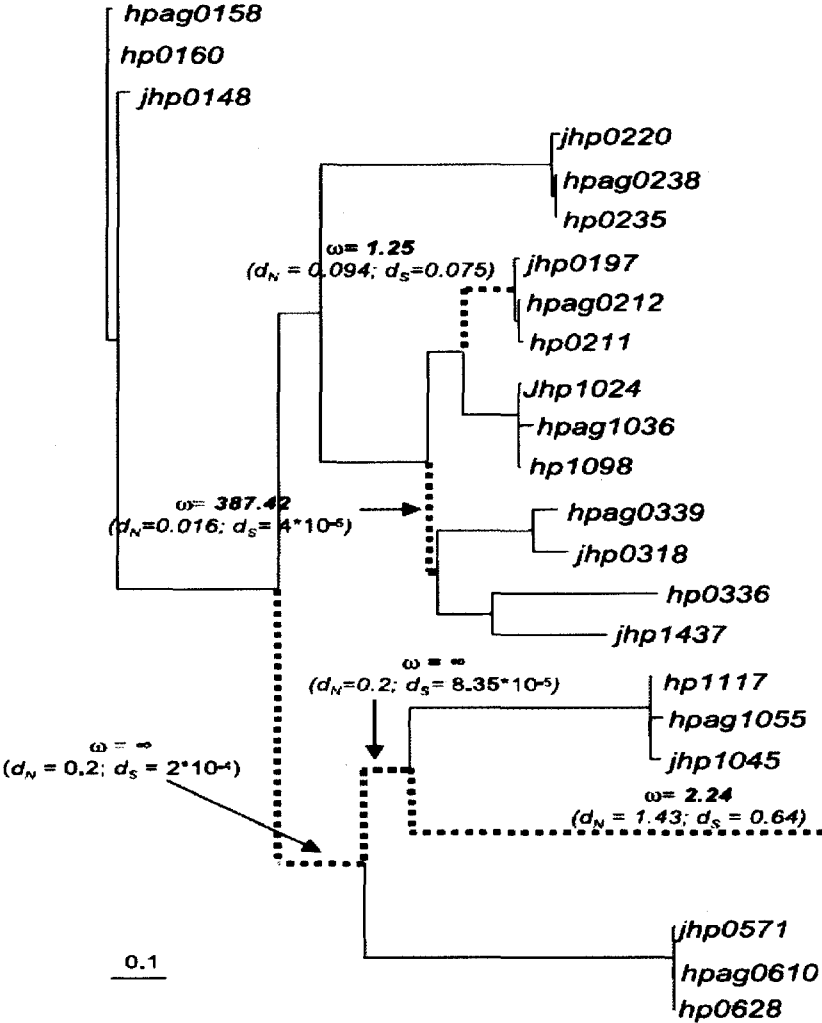 hpag0158
hp0160
jhp0148
jhp0220
hpag0238
hp0235
ω= 1.25
(dN = 0.094; dS=0.075)
jhp0197
hpag0212
hp0211
Jhp1024
hpag1036
hp1098
ω= 387.42
(dN=0.016; dS= 4*10-5)
hpag0339
jhp0318
hp0336
jhp1437
ω = ∞
(dN=0.2; dS= 8.35*10-5)
hp1117
hpag1055
jhp1045
ω = ∞
(dN = 0.2; dS = 2*10-4)
ω= 2.24
(dN = 1.43; dS = 0.64)
jhp0571
hpag0610
hp0628
0.1